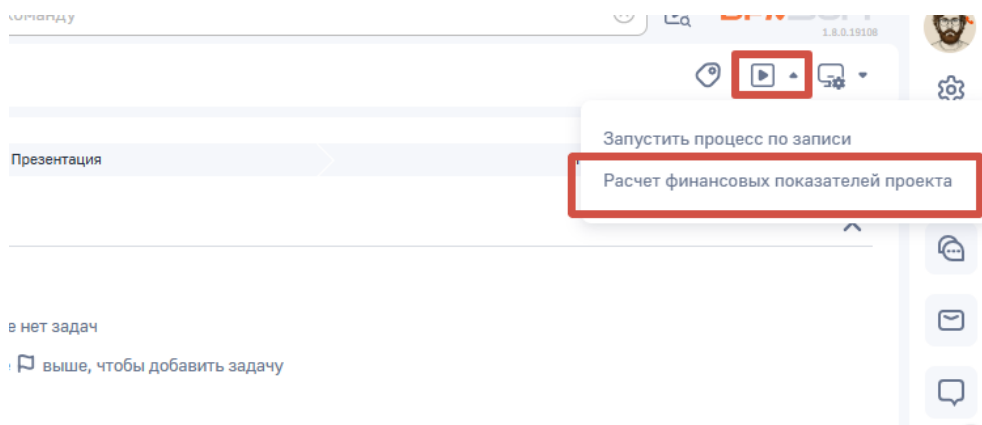 команду
1.8.0.19106
Запустить процесс по записи
Презентация
Расчет финансовых показателей проекта
е нет задач
выше, чтобы добавить задачу